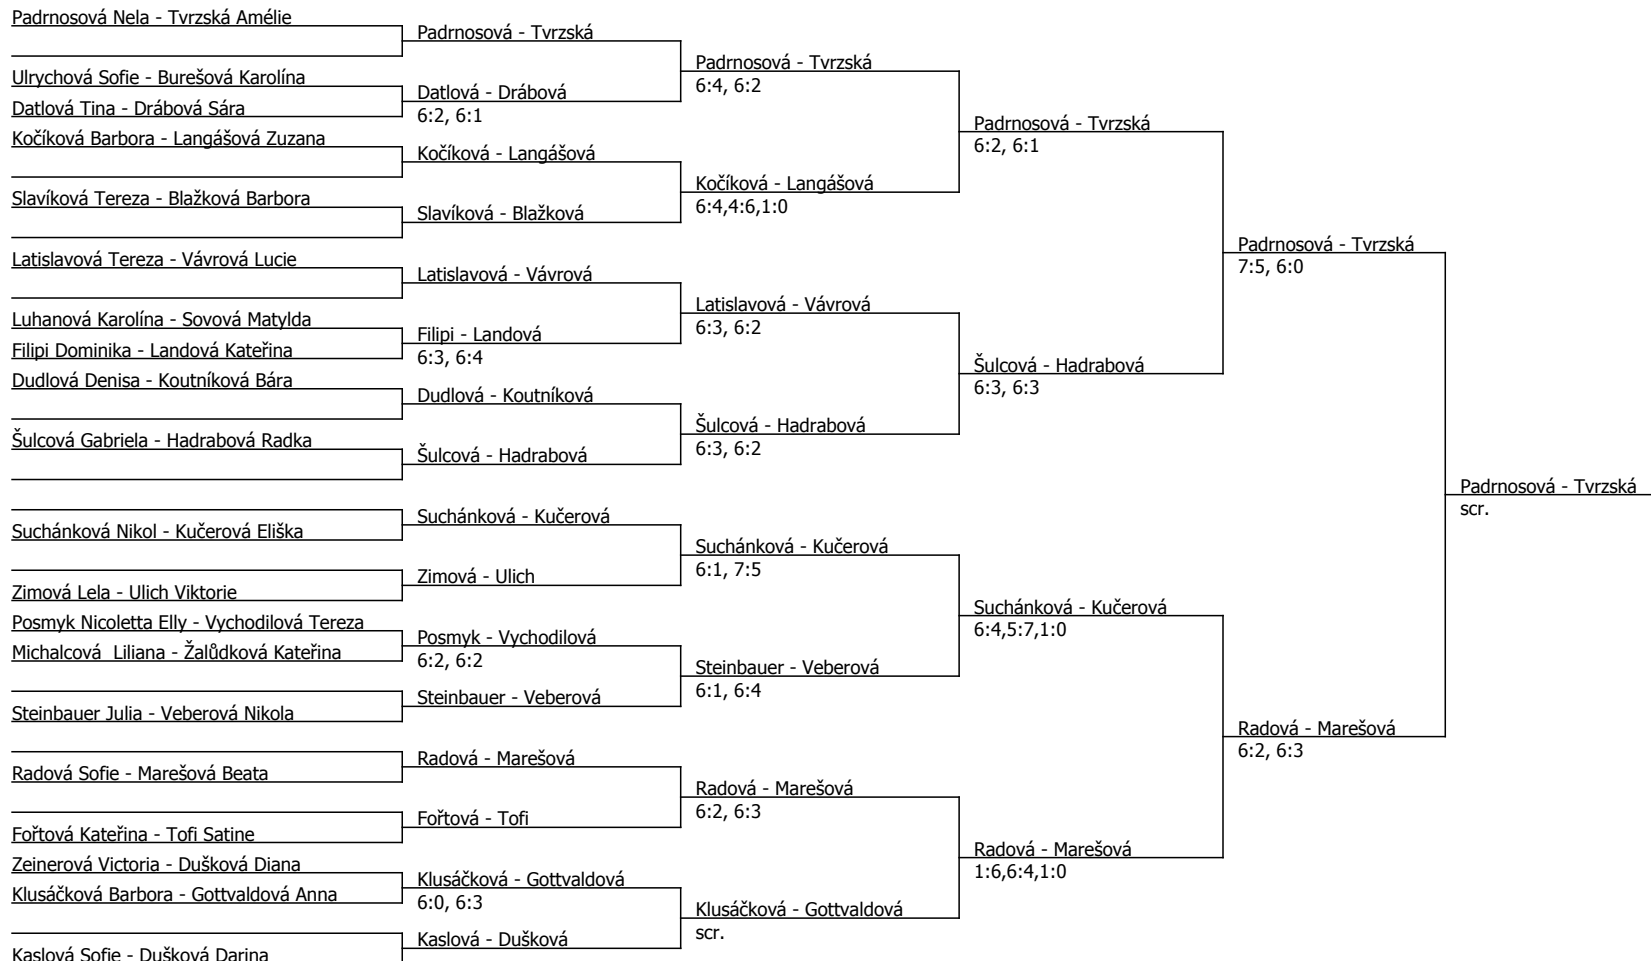 Padrnosová Nela - Tvrzská Amélie
Ulrychová Sofie - Burešová Karolína
Datlová Tina - Drábová Sára
Kočíková Barbora - Langášová Zuzana
Slavíková Tereza - Blažková Barbora
Latislavová Tereza - Vávrová Lucie
Luhanová Karolína - Sovová Matylda
Filipi Dominika - Landová Kateřina
Dudlová Denisa - Koutníková Bára
Šulcová Gabriela - Hadrabová Radka
Suchánková Nikol - Kučerová Eliška
Zimová Lela - Ulich Viktorie
Posmyk Nicoletta Elly - Vychodilová Tereza
Michalcová  Liliana - Žalůdková Kateřina
Steinbauer Julia - Veberová Nikola
Radová Sofie - Marešová Beata
Fořtová Kateřina - Tofi Satine
Zeinerová Victoria - Dušková Diana
Klusáčková Barbora - Gottvaldová Anna
Kaslová Sofie - Dušková Darina
Padrnosová - Tvrzská
Datlová - Drábová
6:2, 6:1
Kočíková - Langášová
Slavíková - Blažková
Latislavová - Vávrová
Filipi - Landová
6:3, 6:4
Dudlová - Koutníková
Šulcová - Hadrabová
Suchánková - Kučerová
Zimová - Ulich
Posmyk - Vychodilová
6:2, 6:2
Steinbauer - Veberová
Radová - Marešová
Fořtová - Tofi
Klusáčková - Gottvaldová
6:0, 6:3
Kaslová - Dušková
Padrnosová - Tvrzská
6:4, 6:2
Kočíková - Langášová
6:4,4:6,1:0
Latislavová - Vávrová
6:3, 6:2
Šulcová - Hadrabová
6:3, 6:2
Suchánková - Kučerová
6:1, 7:5
Steinbauer - Veberová
6:1, 6:4
Radová - Marešová
6:2, 6:3
Klusáčková - Gottvaldová
scr.
Padrnosová - Tvrzská
6:2, 6:1
Šulcová - Hadrabová
6:3, 6:3
Suchánková - Kučerová
6:4,5:7,1:0
Radová - Marešová
1:6,6:4,1:0
Padrnosová - Tvrzská
7:5, 6:0
Radová - Marešová
6:2, 6:3
Padrnosová - Tvrzská
scr.